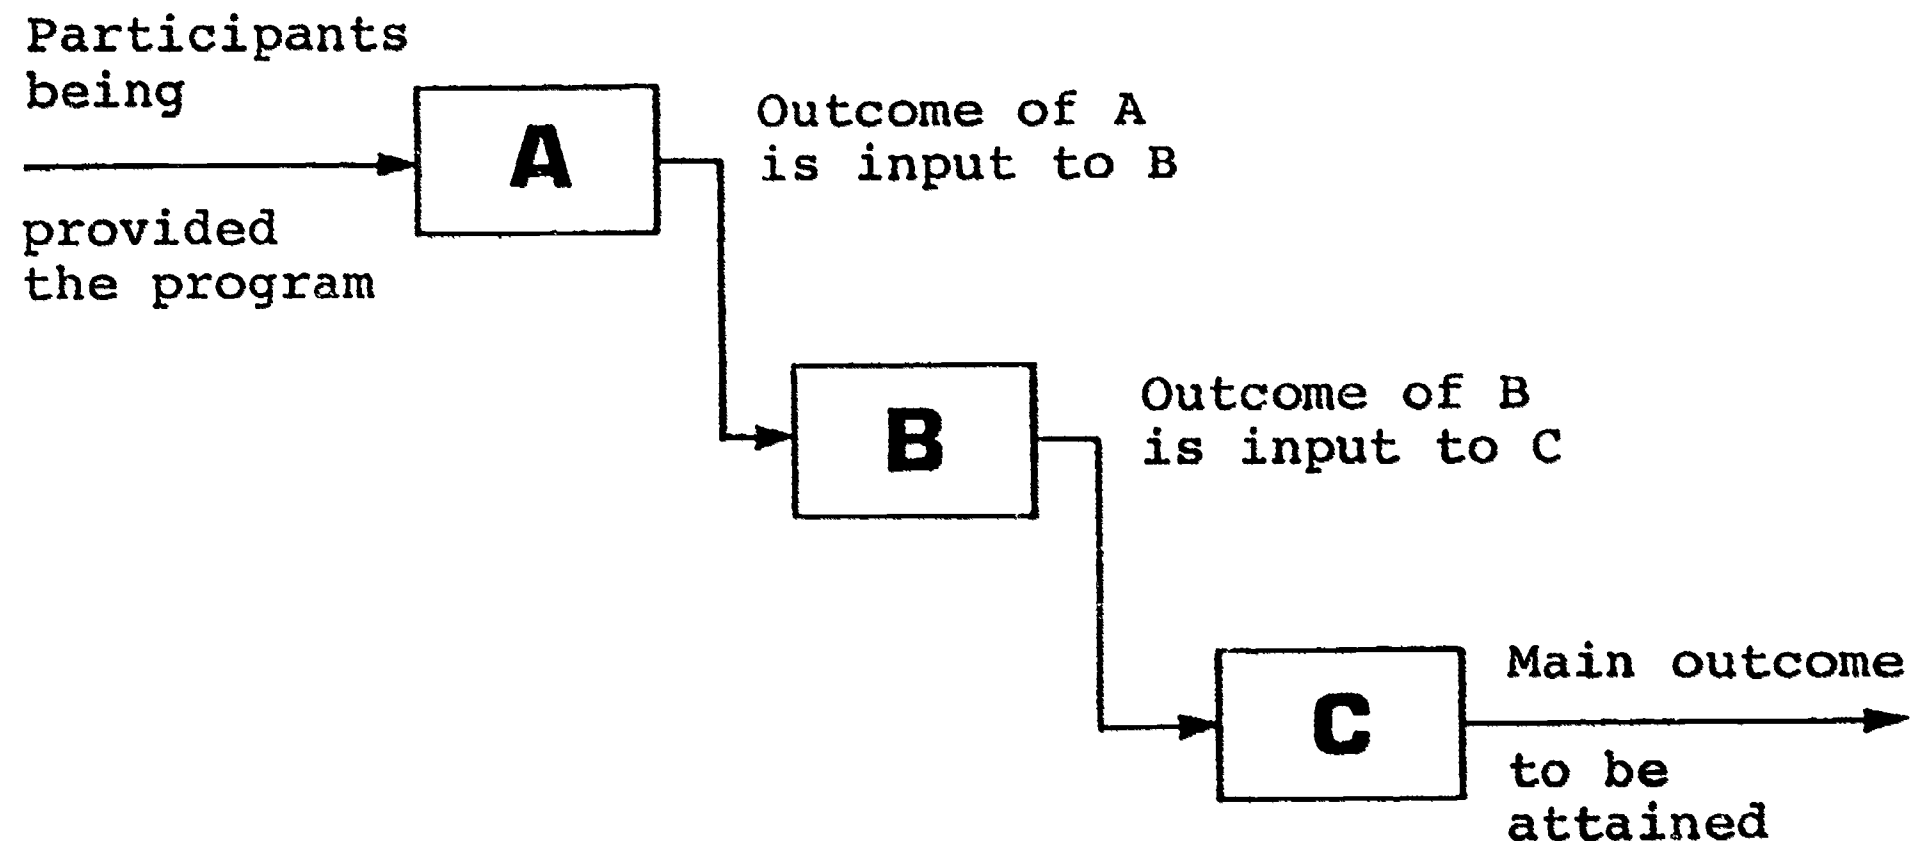 Participants
being
provided
the program
A
Outcome of A
is input to B
B
Outcome of B
is input to C
C
Main outcome
to be
attained